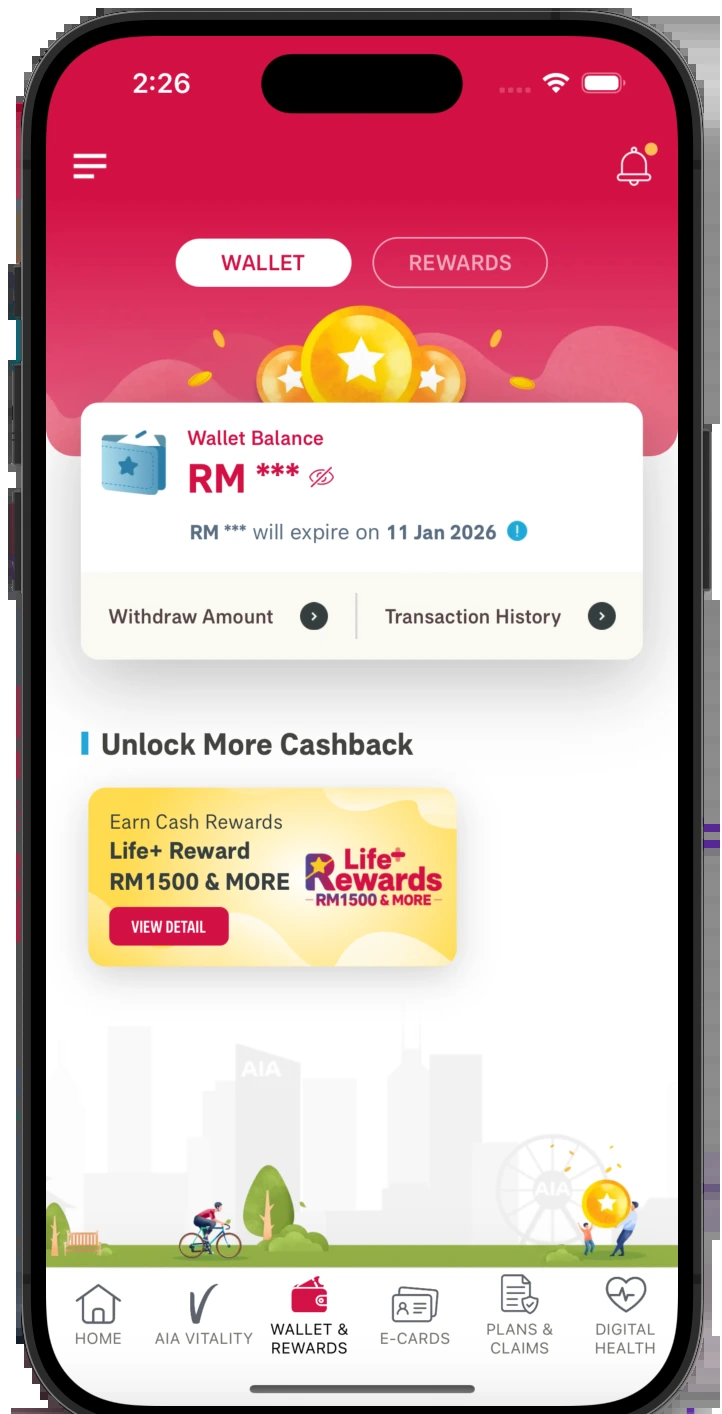 2:26
WALLET
REWARDS
Wallet Balance
RM ***
RM *** will expire on 11 Jan 2026
Withdraw Amount
Transaction History
Unlock More Cashback
Earn Cash Rewards
Life+ Reward
RM1500 & MORE
VIEW DETAIL
Life+
Rewards
RM1500 & MORE
AIA
AIA
HOME
AIA VITALITY
WALLET &
REWARDS
E-CARDS
PLANS &
CLAIMS
DIGITAL
HEALTH